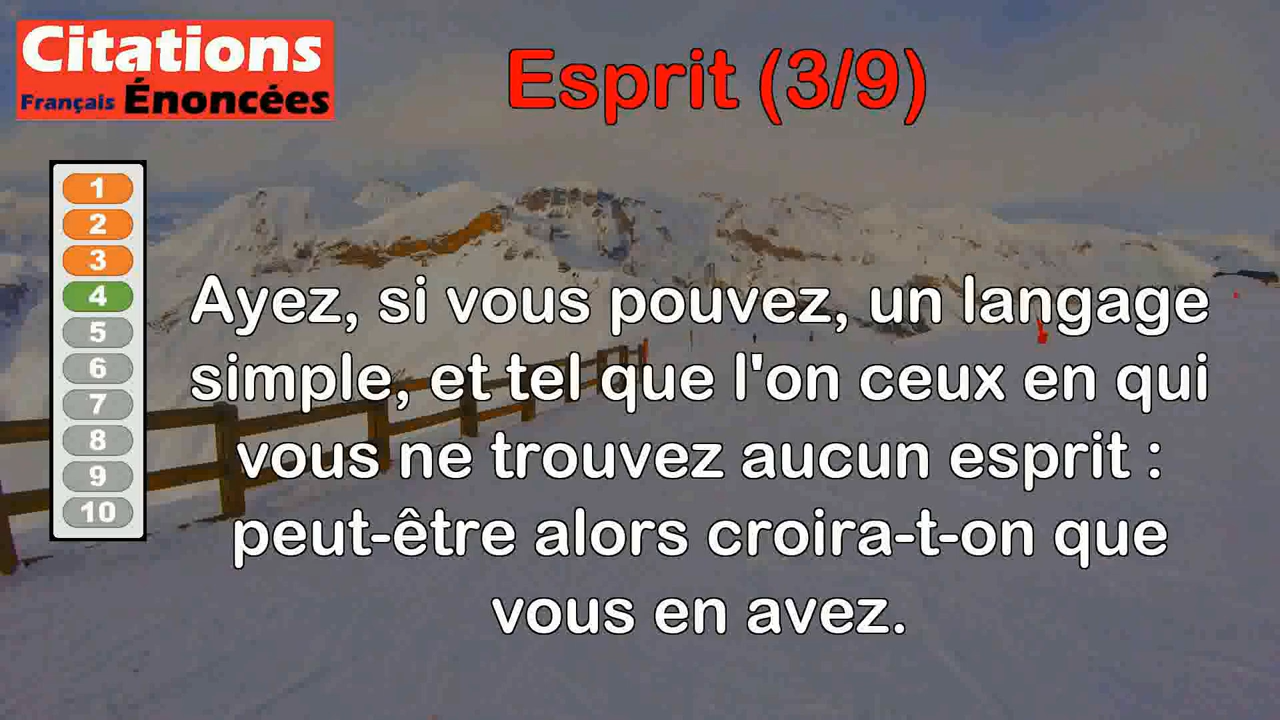 Citations
Français Énoncées
Esprit (3/9)
1
2
3
4
5
6
7
8
9
10
Ayez, si vous pouvez, un langage
simple, et tel que l'on ceux en qui
vous ne trouvez aucun esprit :
peut-être alors croira-t-on que
vous en avez.